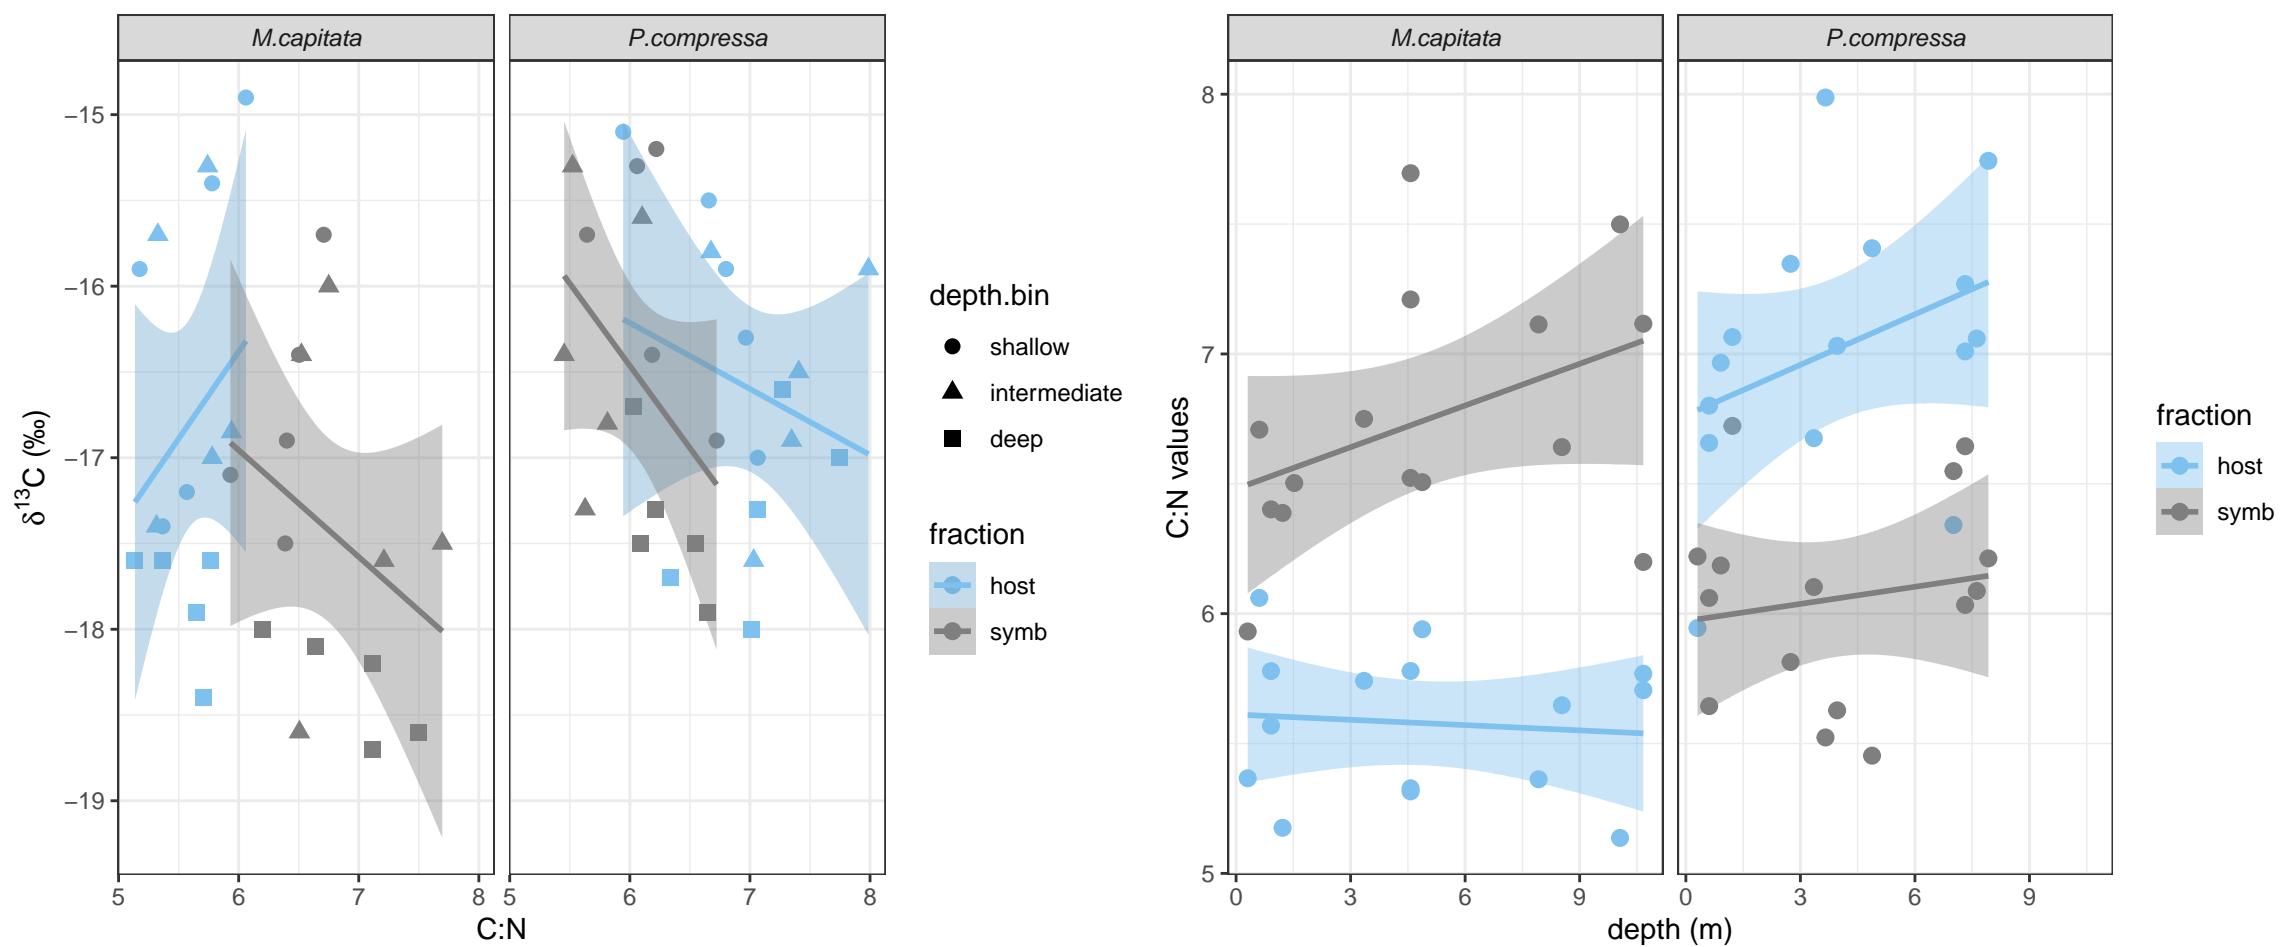 M.capitata
P.compressa
−15
−16
−17
−18
−19
δ13C (‰)
5
6
7
8
5
6
7
8
C:N
depth.bin
shallow
intermediate
deep
fraction
host
symb
M.capitata
P.compressa
8
7
6
5
C:N values
0
3
6
9
0
3
6
9
depth (m)
fraction
host
symb